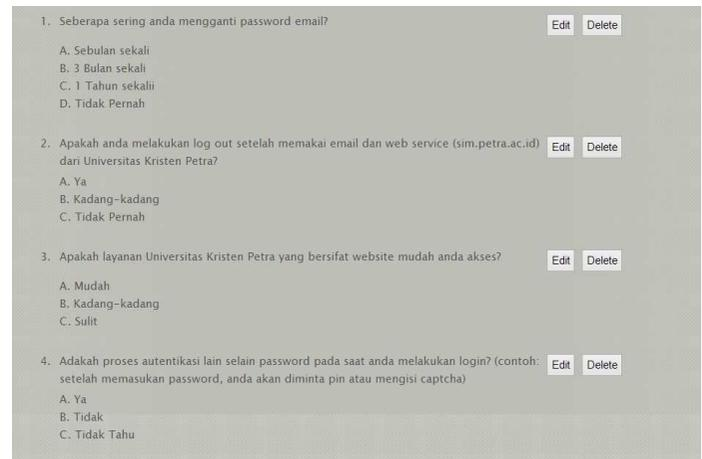 1. Seberapa sering anda mengganti password email? Edit Delete
A. Sebulan sekali
B. 3 Bulan sekali
C. 1 Tahun sekalii
D. Tidak Pernah
2. Apakah anda melakukan log out setelah memakai email dan web service (sim.petra.ac.id) Edit Delete
dari Universitas Kristen Petra?
A. Ya
B. Kadang-kadang
C. Tidak Pernah
3. Apakah layanan Universitas Kristen Petra yang bersifat website mudah anda akses? Edit Delete
A. Mudah
B. Kadang-kadang
C. Sulit
4. Adakah proses autentikasi lain selain password pada saat anda melakukan login? (contoh: Edit Delete
setelah memasukan password, anda akan diminta pin atau mengisi captcha)
A. Ya
B. Tidak
C. Tidak Tahu